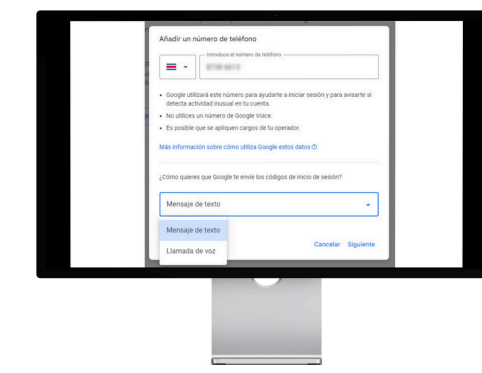 Añadir un número de teléfono
Introduce el número de teléfono
Google utilizará este número para ayudarte a iniciar sesión y para avisarte si
detecta actividad inusual en tu cuenta.
No utilices un número de Google Voice.
Es posible que se apliquen cargos de tu operador.
Más información sobre cómo utiliza Google estos datos
¿Cómo quieres que Google te envíe los códigos de inicio de sesión?
Mensaje de texto
Mensaje de texto
Llamada de voz
Cancelar Siguiente